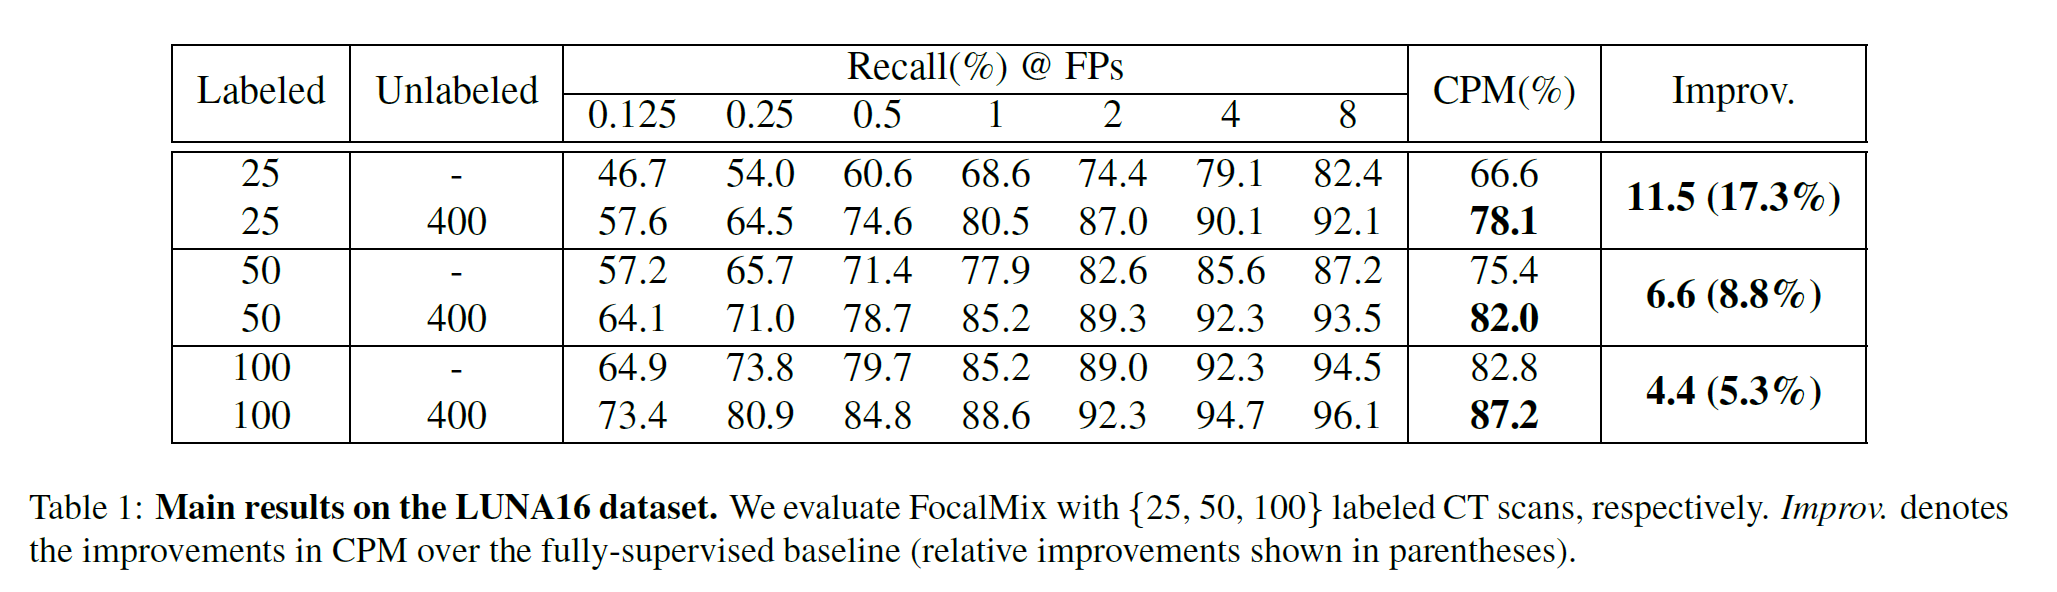 Labeled Unlabeled Recall(%) @ FPs CPM(%) Improv.
0.125 0.25 0.5 1 2 4 8
25 - 46.7 54.0 60.6 68.6 74.4 79.1 82.4 66.6 11.5 (17.3%)
25 400 57.6 64.5 74.6 80.5 87.0 90.1 92.1 78.1
50 - 57.2 65.7 71.4 77.9 82.6 85.6 87.2 75.4 6.6 (8.8%)
50 400 64.1 71.0 78.7 85.2 89.3 92.3 93.5 82.0
100 - 64.9 73.8 79.7 85.2 89.0 92.3 94.5 82.8 4.4 (5.3%)
100 400 73.4 80.9 84.8 88.6 92.3 94.7 96.1 87.2
Table 1: Main results on the LUNA16 dataset. We evaluate FocalMix with {25, 50, 100} labeled CT scans, respectively. Improv. denotes
the improvements in CPM over the fully-supervised baseline (relative improvements shown in parentheses).